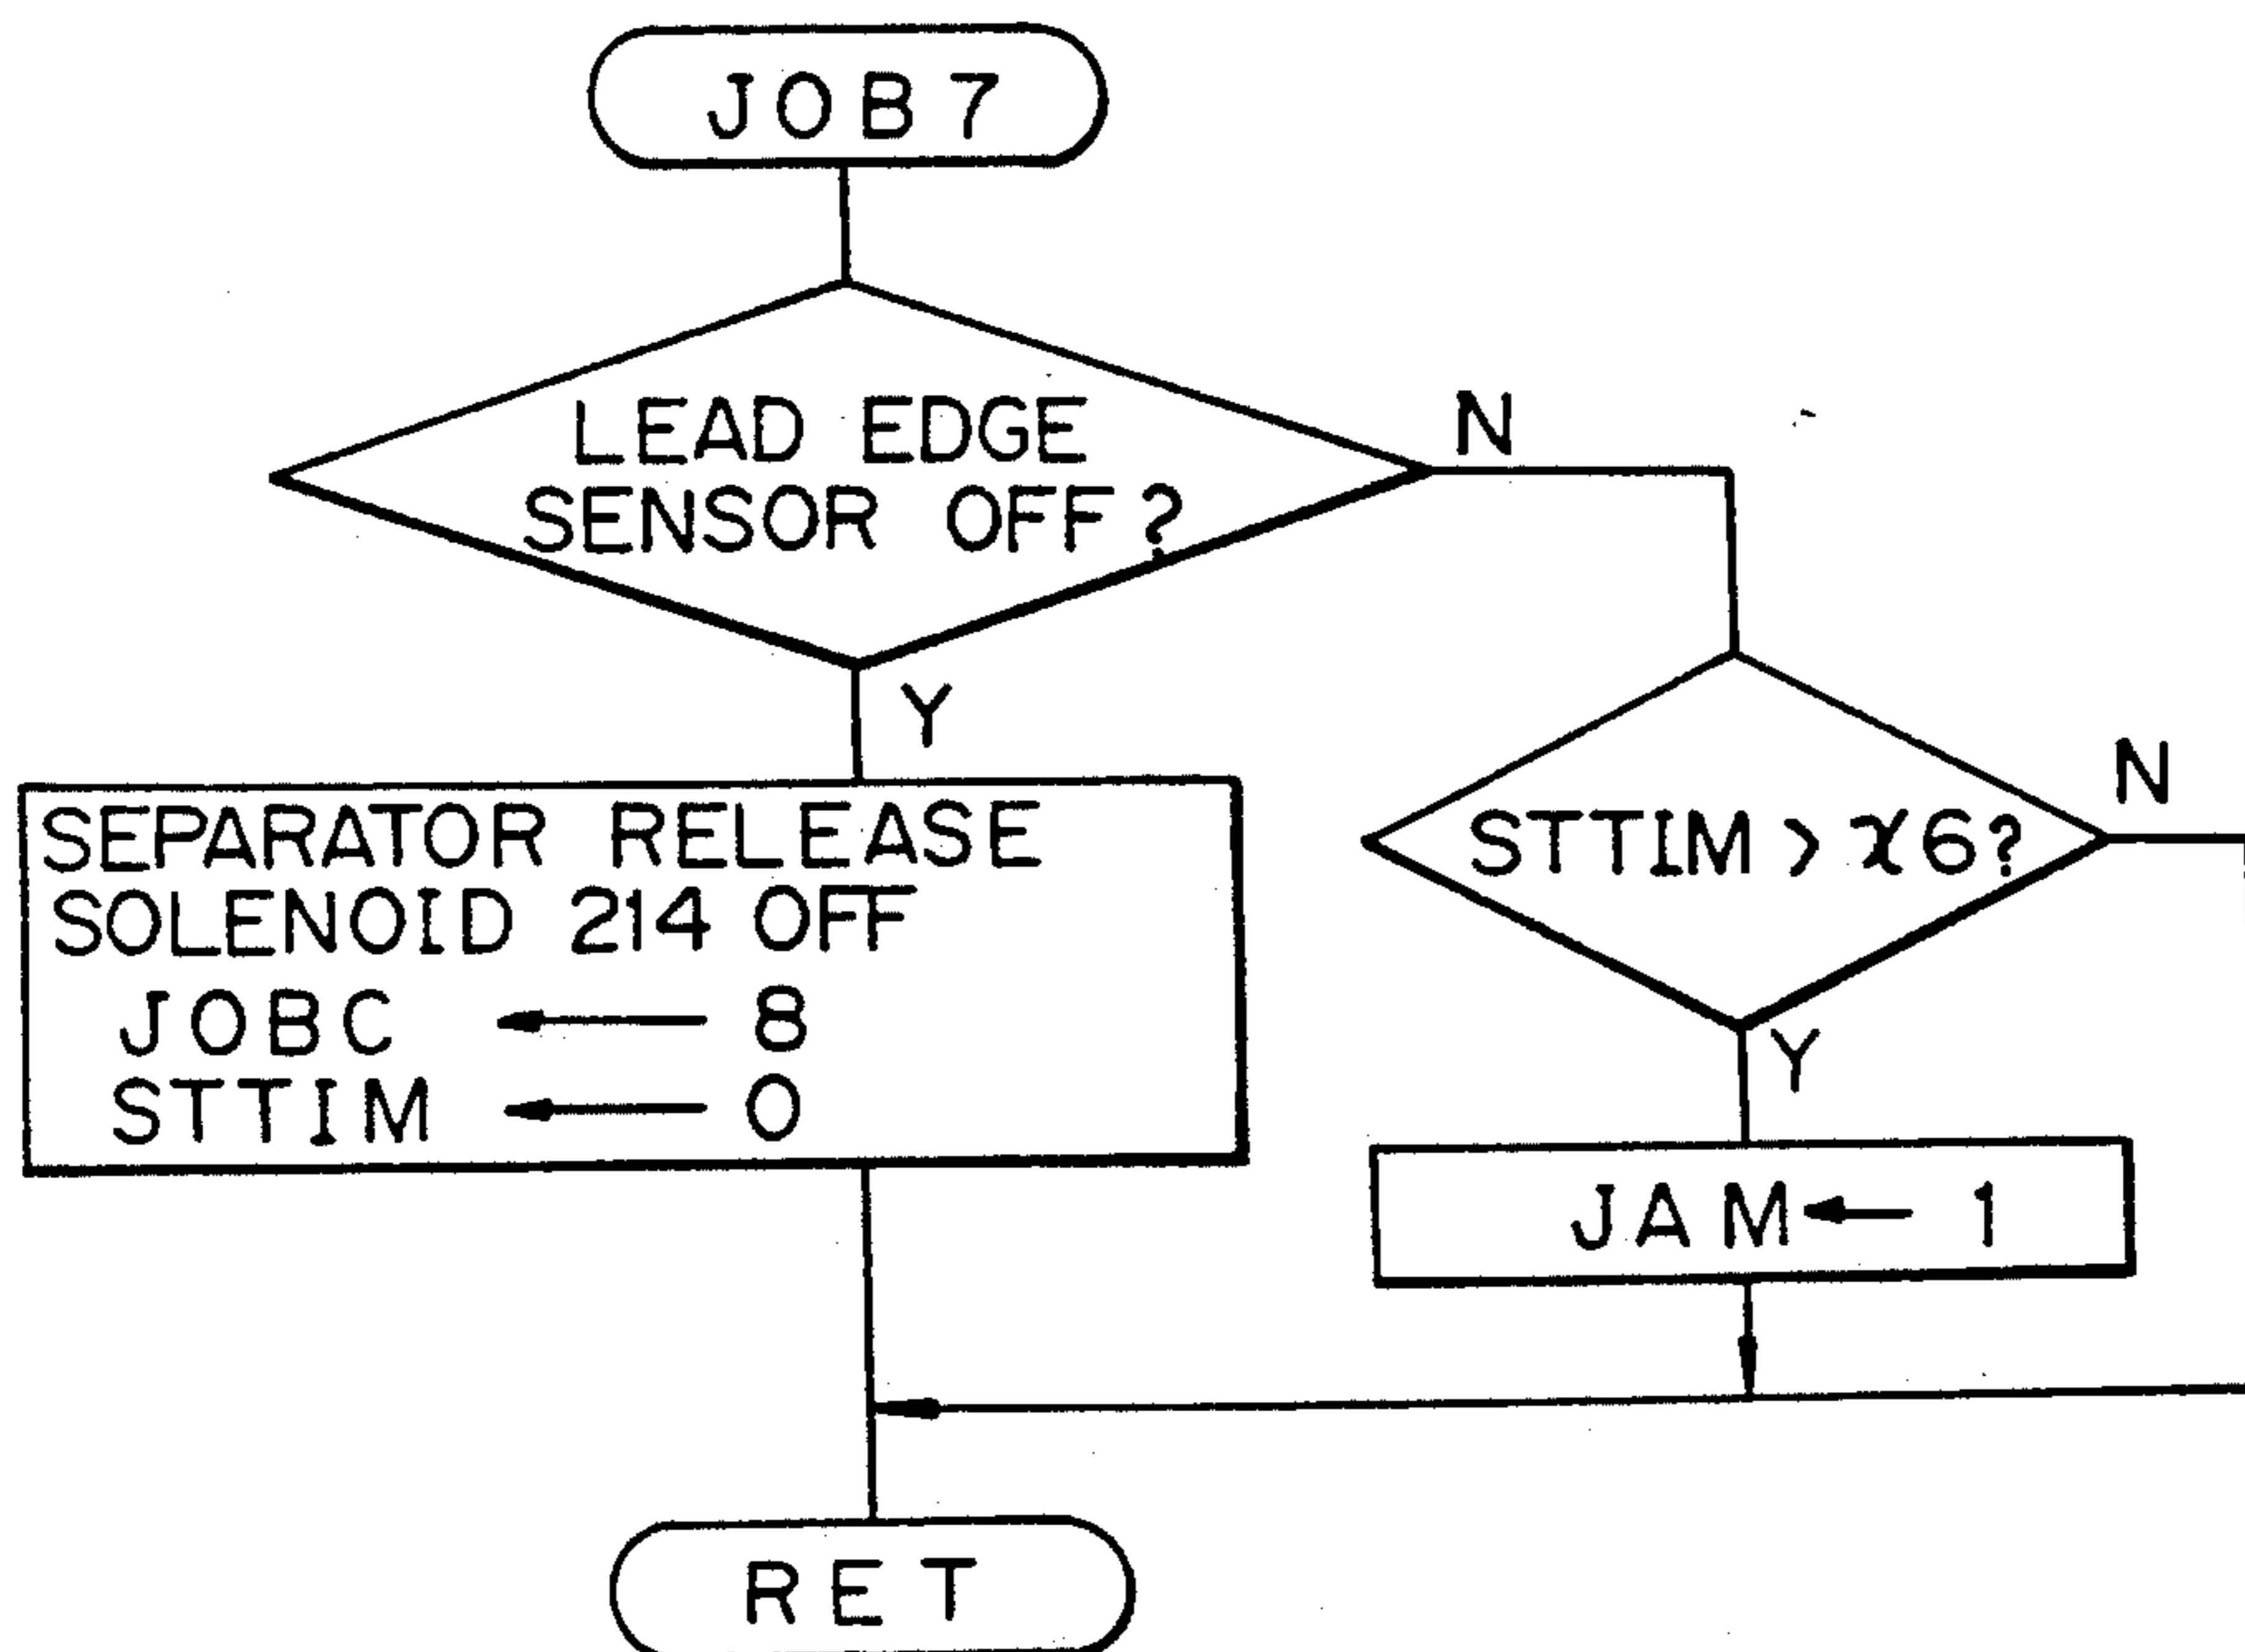 JOB7
LEAD EDGE
SENSOR OFF?
N
Y
SEPARATOR RELEASE
SOLENOID 214 OFF
JOBC ← 8
STTIM ← 0
STTIM > χ6?
N
Y
JAM ← 1
RET